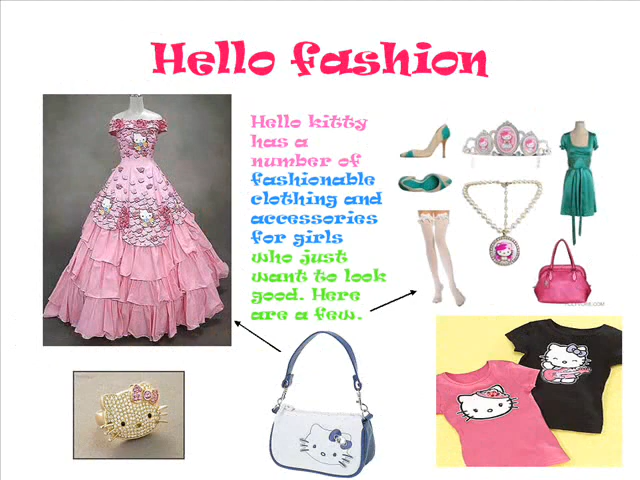 Hello fashion
Hello kitty
has a
number of
fashionable
clothing and
accessories
for girls
who just
want to look
good. Here
are a few.